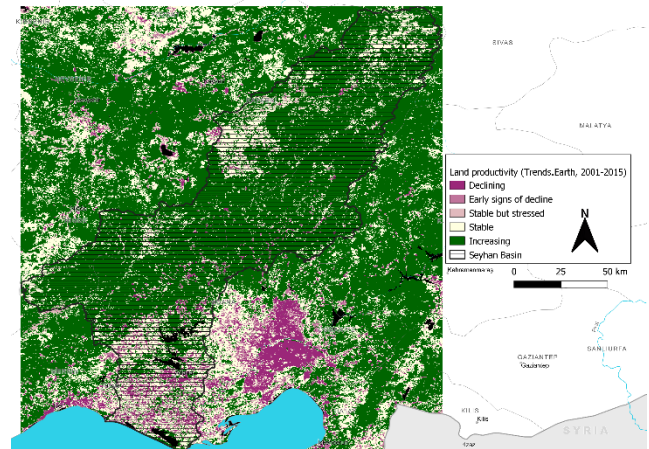 SIVAS
MALATYA
Land productivity (Trends.Earth, 2001-2015)
Declining
Early signs of decline
Stable but stressed
Stable
Increasing
Seyhan Basin
N
Kahramanmaraş
0 25 50 km
GAZIANTEP
Gaziantep
SANLIURFA
KILIS
Kilis
SYRIA